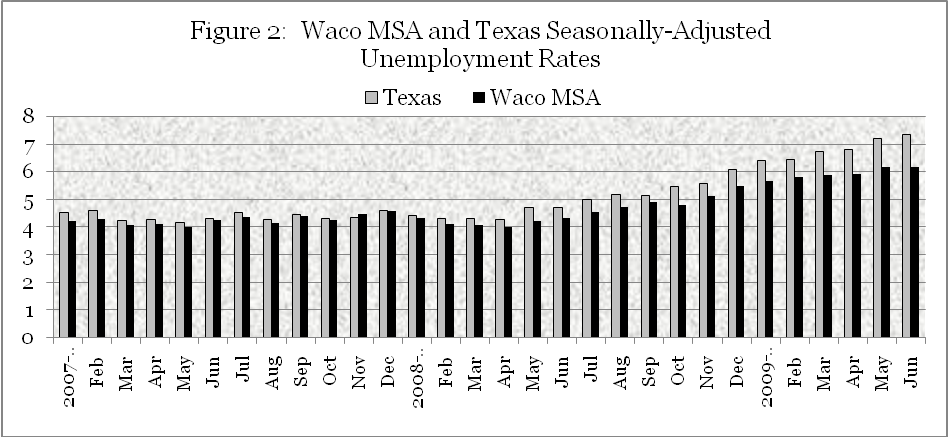 Figure 2:  Waco MSA and Texas Seasonally-Adjusted
Unemployment Rates
Texas
Waco MSA
8
7
6
5
4
3
2
1
0
2007-..
Feb
Mar
Apr
May
Jun
Jul
Aug
Sep
Oct
Nov
Dec
2008-..
Feb
Mar
Apr
May
Jun
Jul
Aug
Sep
Oct
Nov
Dec
2009-..
Feb
Mar
Apr
May
Jun